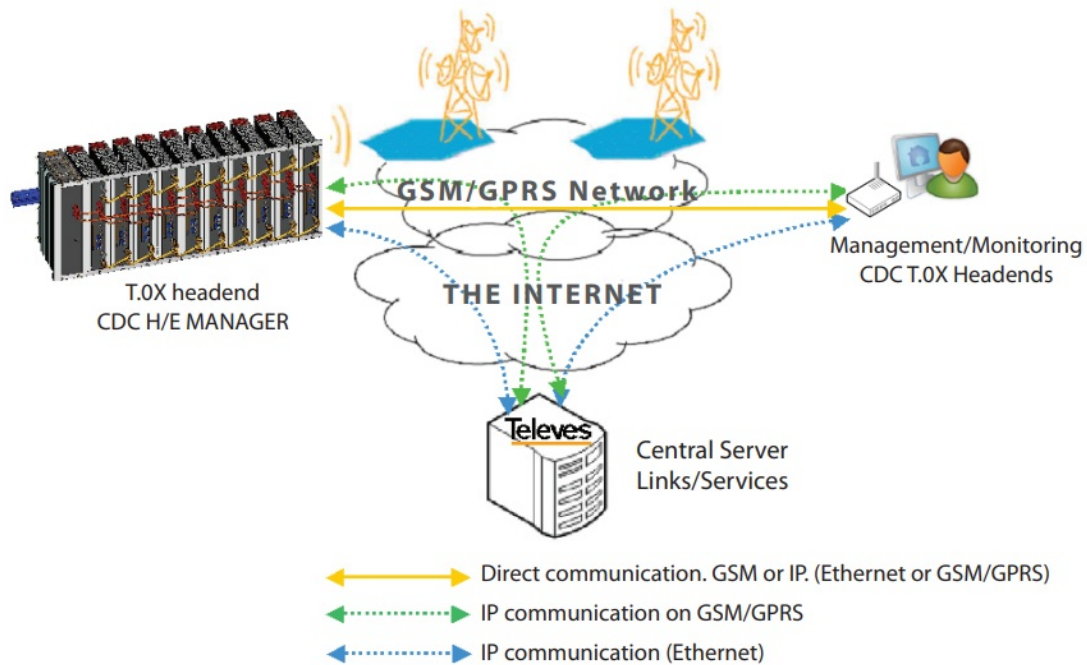 GSM/GPRS Network
T.0X headend
CDC H/E MANAGER
Management/Monitoring
CDC T.0X Headends
THE INTERNET
Televes
Central Server
Links/Services
Direct communication. GSM or IP. (Ethernet or GSM/GPRS)
IP communication on GSM/GPRS
IP communication (Ethernet)